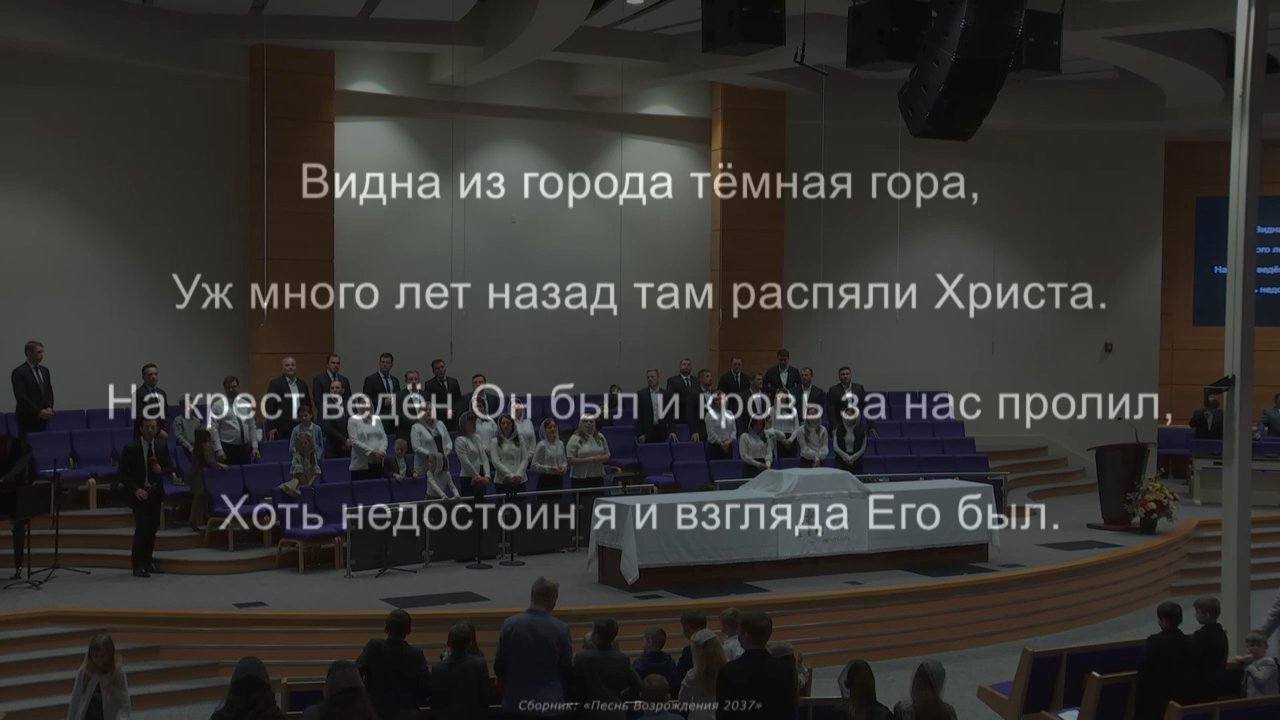 Видна из города тёмная гора,
Уж много лет назад там распяли Христа.
На крест ведён Он был и кровь за нас пролил,
Хоть недостоин я и взгляда Его был.
Сборник: «Песнь Возрождения 2037»